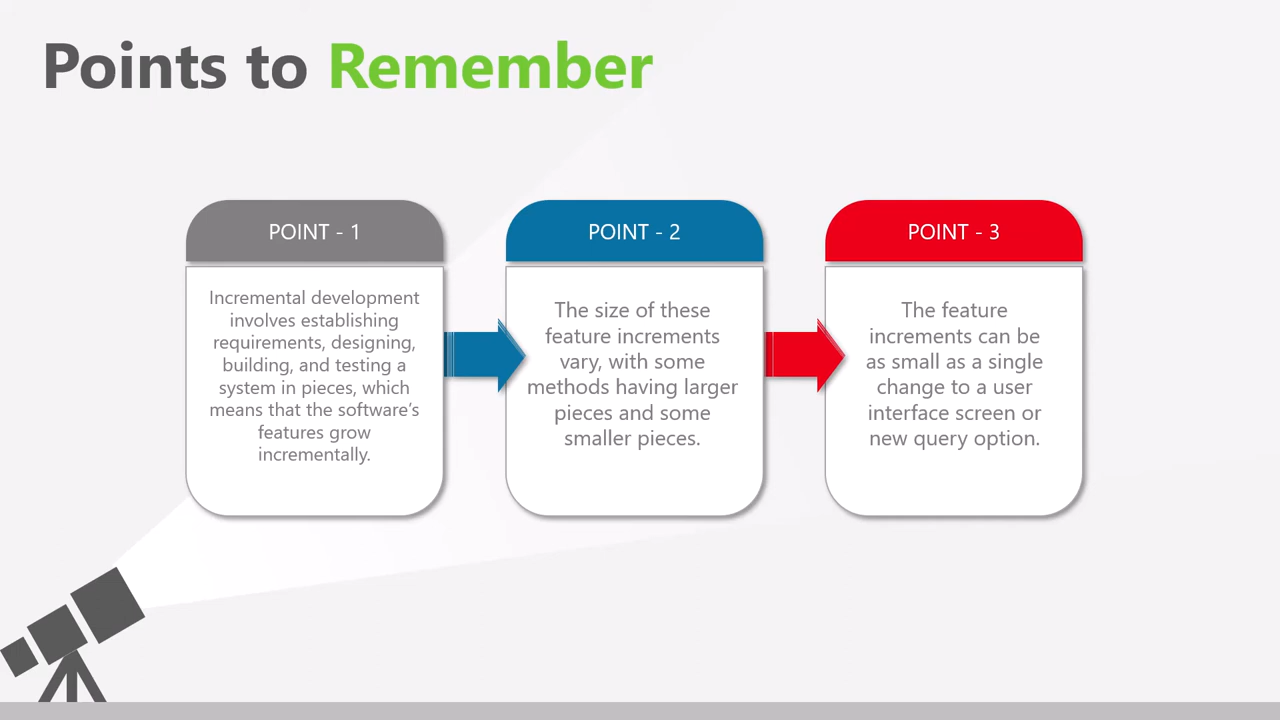 Points to Remember
POINT - 1
Incremental development
involves establishing
requirements, designing,
building, and testing a
system in pieces, which
means that the software's
features grow
incrementally.
POINT - 2
The size of these
feature increments
vary, with some
methods having larger
pieces and some
smaller pieces.
POINT - 3
The feature
increments can be
as small as a single
change to a user
interface screen or
new query option.